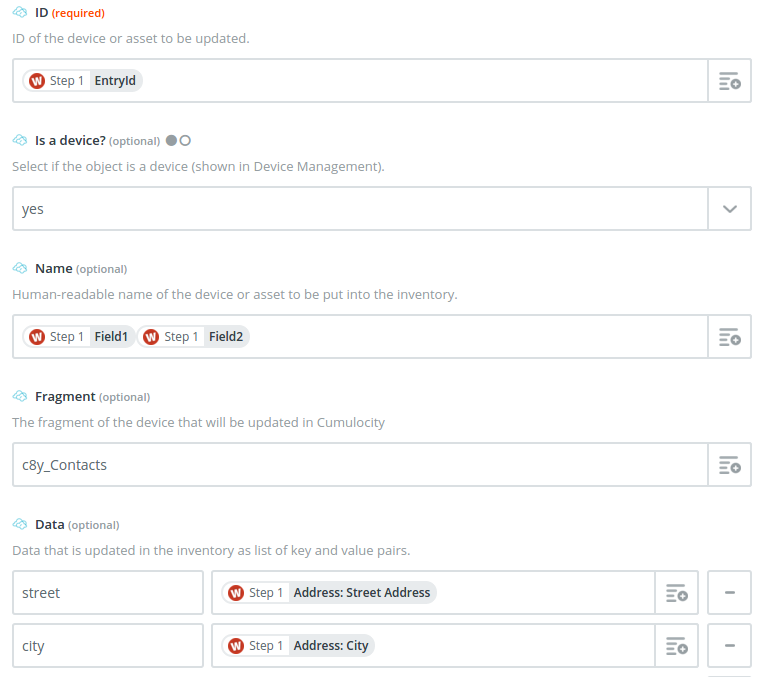 ID (required)
ID of the device or asset to be updated.
W Step 1 EntryId
Is a device? (optional)
Select if the object is a device (shown in Device Management).
yes
Name (optional)
Human-readable name of the device or asset to be put into the inventory.
W Step 1 Field1 W Step 1 Field2
Fragment (optional)
The fragment of the device that will be updated in Cumulocity
c8y_Contacts
Data (optional)
Data that is updated in the inventory as list of key and value pairs.
street W Step 1 Address: Street Address
city W Step 1 Address: City